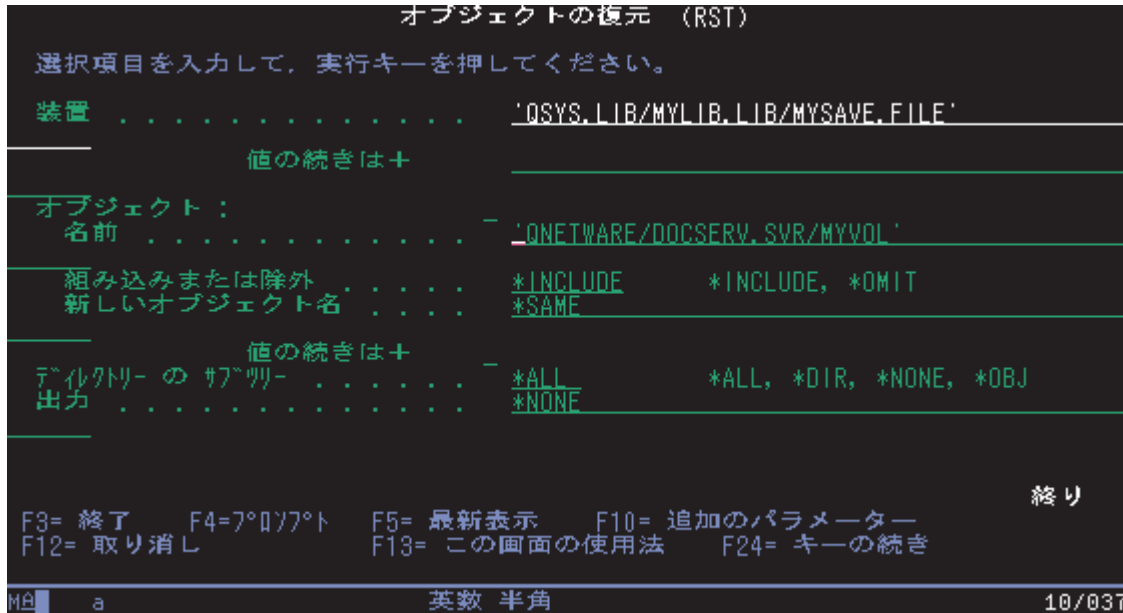 オブジェクトの復元 (RST)
選択項目を入力して, 実行キーを押してください。
装置 . . . . . . . . . . . . . 'QSYS.LIB/MYLIB.LIB/MYSAVE.FILE'
値の続きは+
オブジェクト :
名前 . . . . . . . . . . . . 'QNETWARE/DOCSERV.SVR/MYVOL'
組み込みまたは除外 . . . . . *INCLUDE *INCLUDE, *OMIT
新しいオブジェクト名 . . . . *SAME
値の続きは+
ディレクトリー の サブツリー . . . . . . *ALL *ALL, *DIR, *NONE, *OBJ
出力 . . . . . . . . . . . . . *NONE
終り
F3= 終了 F4=プロンプト F5= 最新表示 F10= 追加のパラメーター
F12= 取り消し F13= この画面の使用法 F24= キーの続き
MA a 英数 半角 10/037